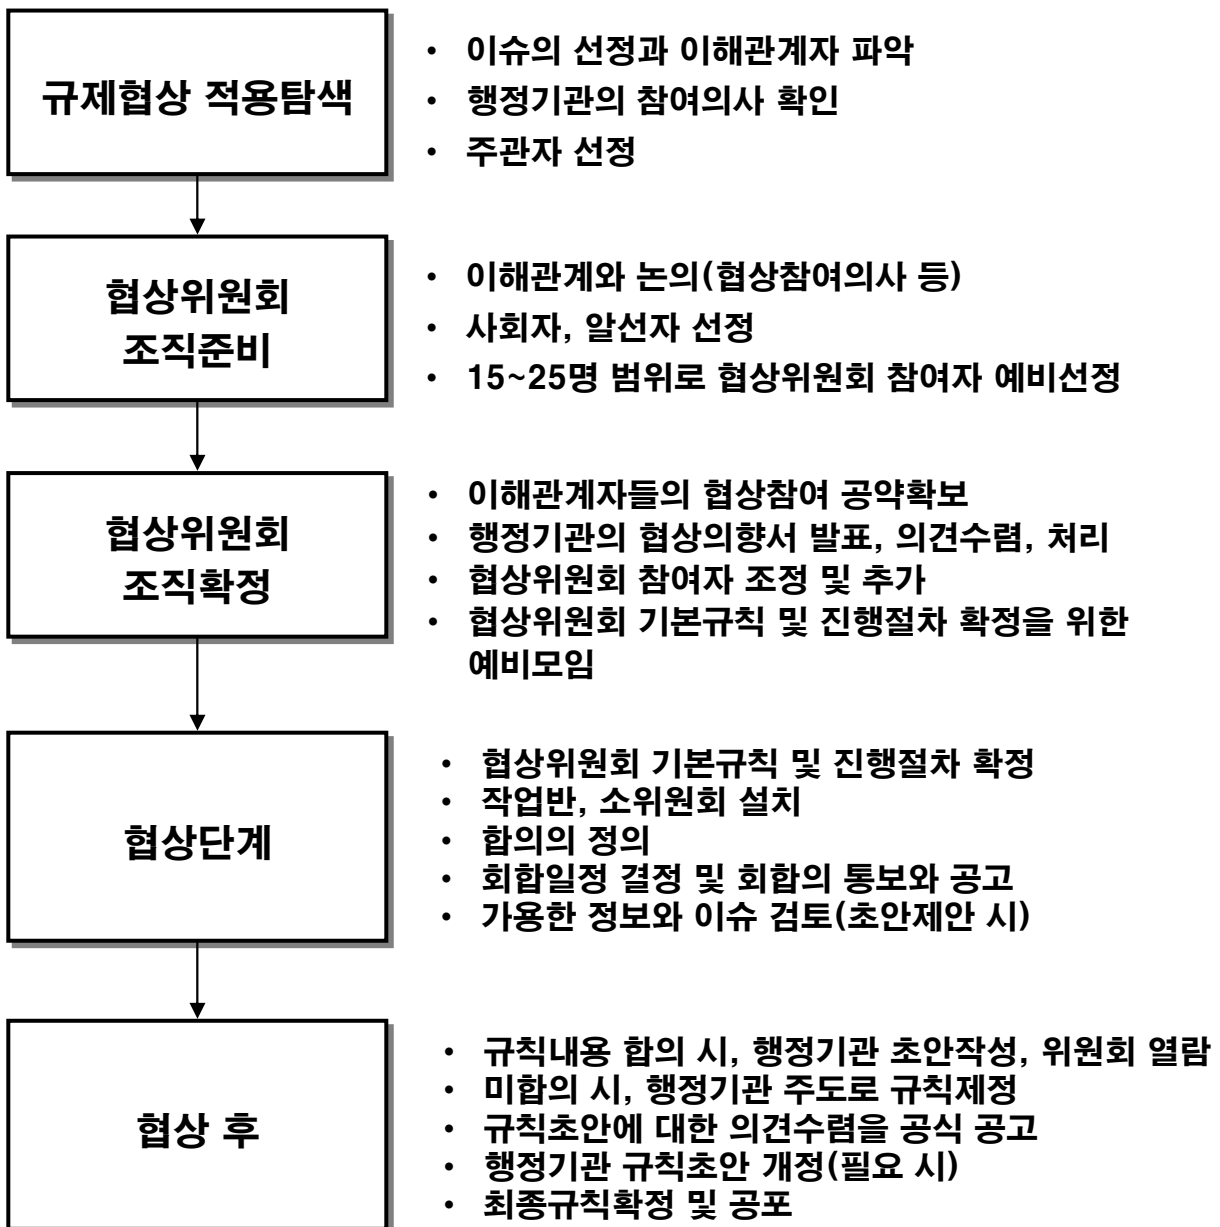 규제협상 적용탐색
• 이슈의 선정과 이해관계자 파악
• 행정기관의 참여의사 확인
• 주관자 선정
협상위원회
조직준비
• 이해관계와 논의(협상참여의사 등)
• 사회자, 알선자 선정
• 15~25명 범위로 협상위원회 참여자 예비선정
협상위원회
조직확정
• 이해관계자들의 협상참여 공약확보
• 행정기관의 협상의향서 발표, 의견수렴, 처리
• 협상위원회 참여자 조정 및 추가
• 협상위원회 기본규칙 및 진행절차 확정을 위한
예비모임
협상단계
• 협상위원회 기본규칙 및 진행절차 확정
• 작업반, 소위원회 설치
• 합의의 정의
• 회합일정 결정 및 회합의 통보와 공고
• 가용한 정보와 이슈 검토(초안제안 시)
협상 후
• 규칙내용 합의 시, 행정기관 초안작성, 위원회 열람
• 미합의 시, 행정기관 주도로 규칙제정
• 규칙초안에 대한 의견수렴을 공식 공고
• 행정기관 규칙초안 개정(필요 시)
• 최종규칙확정 및 공포